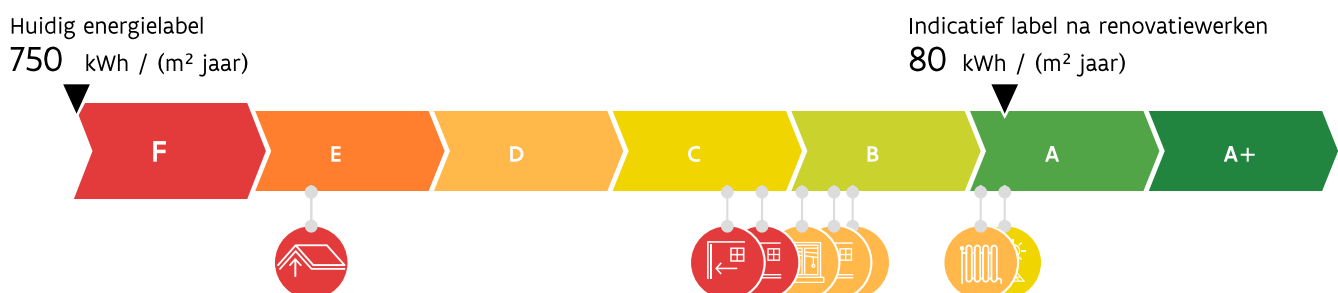 Huidig energielabel
750 kWh / (m² jaar)
Indicatief label na renovatiewerken
80 kWh / (m² jaar)
F E D C B A A+